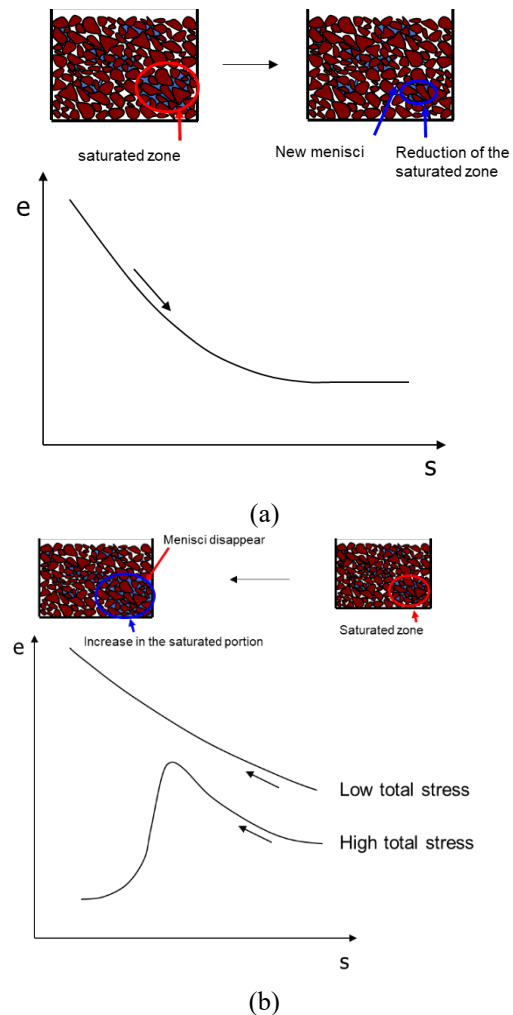 saturated zone
New menisci
Reduction of the
saturated zone
e
s
(a)
Menisci disappear
Increase in the saturated portion
Saturated zone
e
Low total stress
High total stress
s
(b)